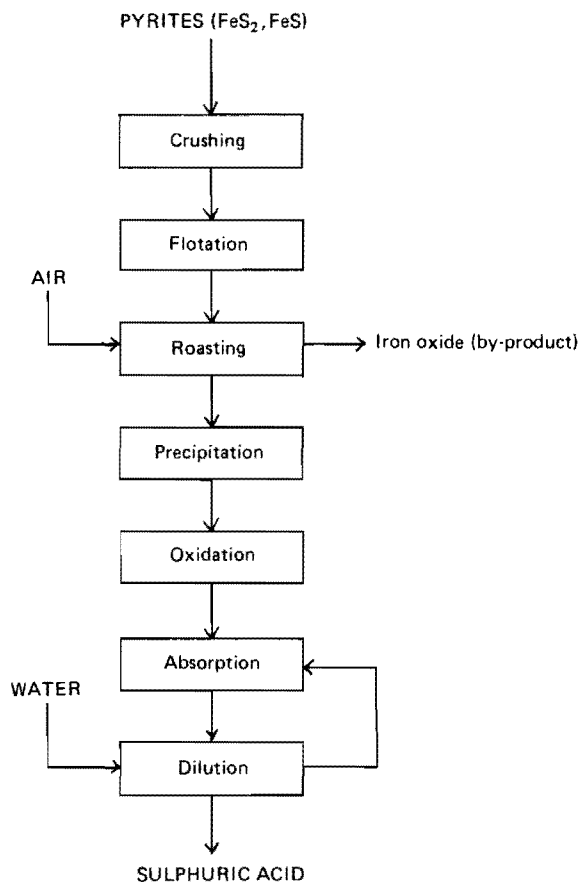 PYRITES (FeS₂, FeS)
Crushing
Flotation
AIR
Roasting
Iron oxide (by-product)
Precipitation
Oxidation
Absorption
WATER
Dilution
SULPHURIC ACID